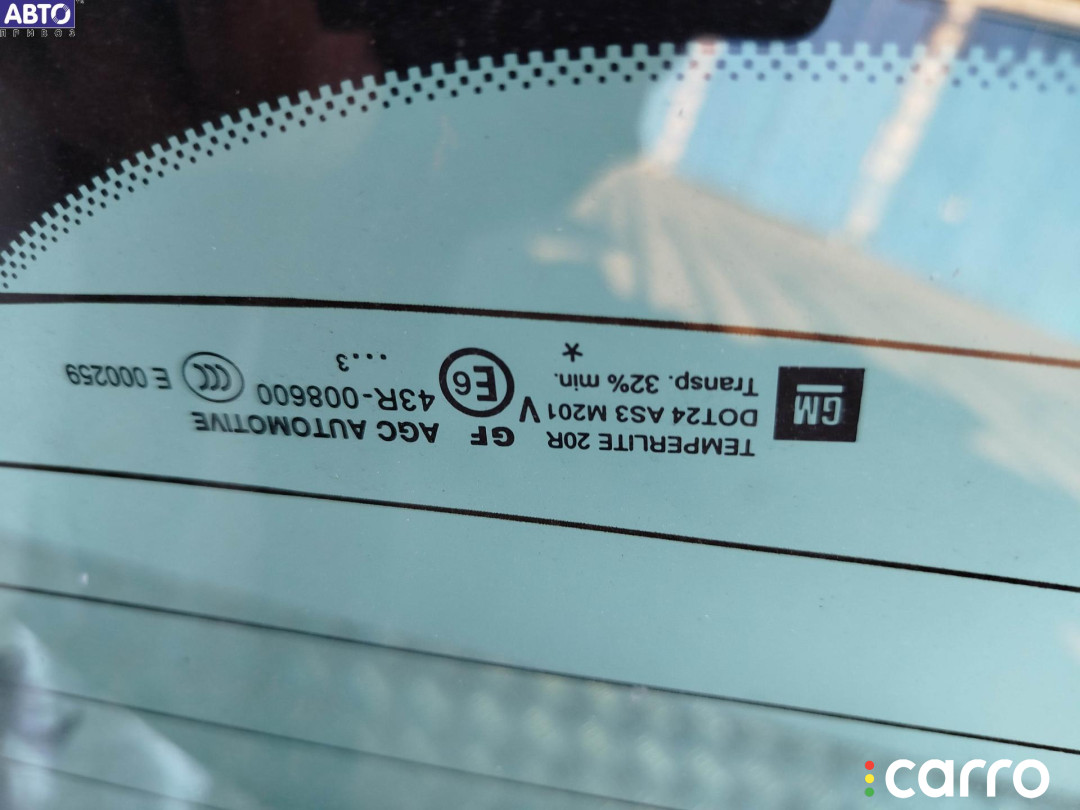 АВТО
ПРИВОЗ
GM
TEMPERLITE 20R GF AGC AUTOMOTIVE
DOT24 AS3 M201 V E6 43R-008600 CCC E 000259
Transp. 32% min. ...3
*
carro